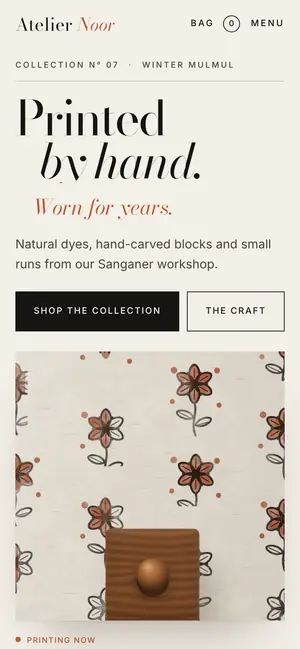 Atelier Noor
BAG 0 MENU
COLLECTION N° 07 · WINTER MULMUL
Printed
by hand.
Worn for years.
Natural dyes, hand-carved blocks and small
runs from our Sanganer workshop.
SHOP THE COLLECTION
THE CRAFT
PRINTING NOW